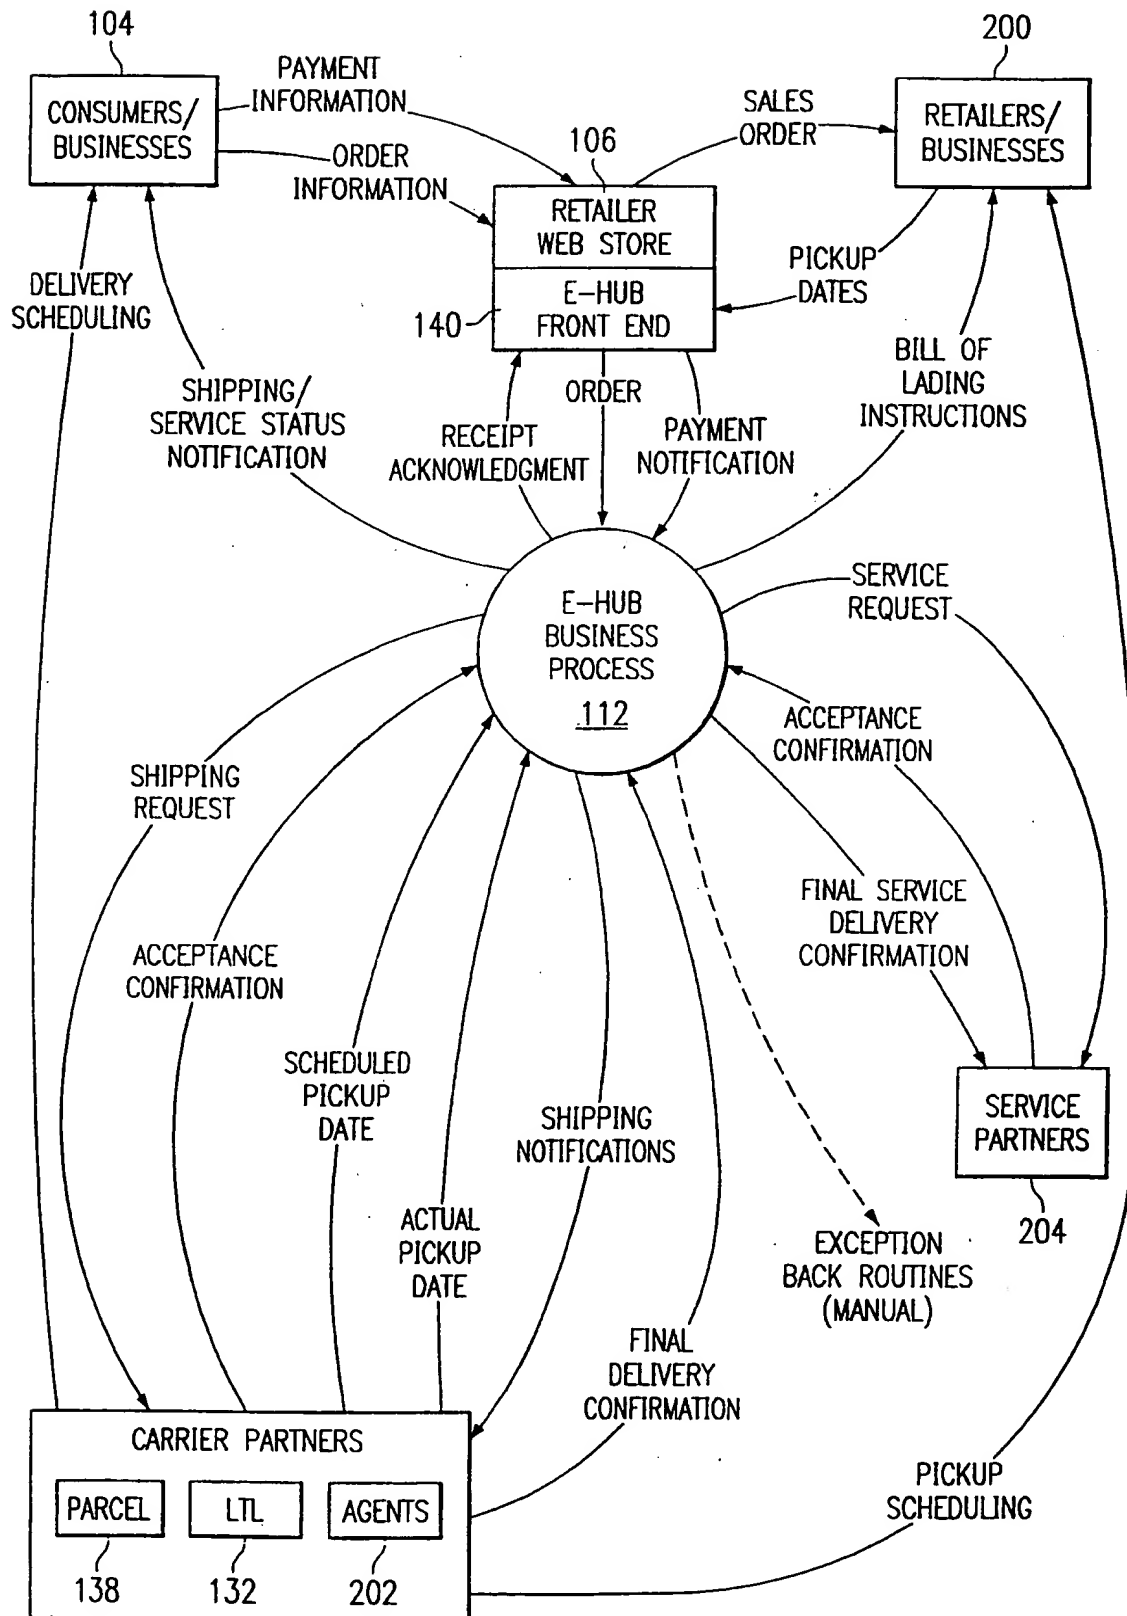 104
200
PAYMENT
INFORMATION
CONSUMERS/
BUSINESSES
ORDER
INFORMATION
106
SALES
ORDER
RETAILERS/
BUSINESSES
RETAILER
WEB STORE
E-HUB
FRONT END
140
PICKUP
DATES
DELIVERY
SCHEDULING
SHIPPING/
SERVICE STATUS
NOTIFICATION
RECEIPT
ACKNOWLEDGMENT
ORDER
PAYMENT
NOTIFICATION
BILL OF
LADING
INSTRUCTIONS
E-HUB
BUSINESS
PROCESS
112
SERVICE
REQUEST
ACCEPTANCE
CONFIRMATION
SHIPPING
REQUEST
FINAL SERVICE
DELIVERY
CONFIRMATION
ACCEPTANCE
CONFIRMATION
SCHEDULED
PICKUP
DATE
SHIPPING
NOTIFICATIONS
SERVICE
PARTNERS
204
ACTUAL
PICKUP
DATE
EXCEPTION
BACK ROUTINES
(MANUAL)
FINAL
DELIVERY
CONFIRMATION
CARRIER PARTNERS
PARCEL
LTL
AGENTS
138
132
202
PICKUP
SCHEDULING